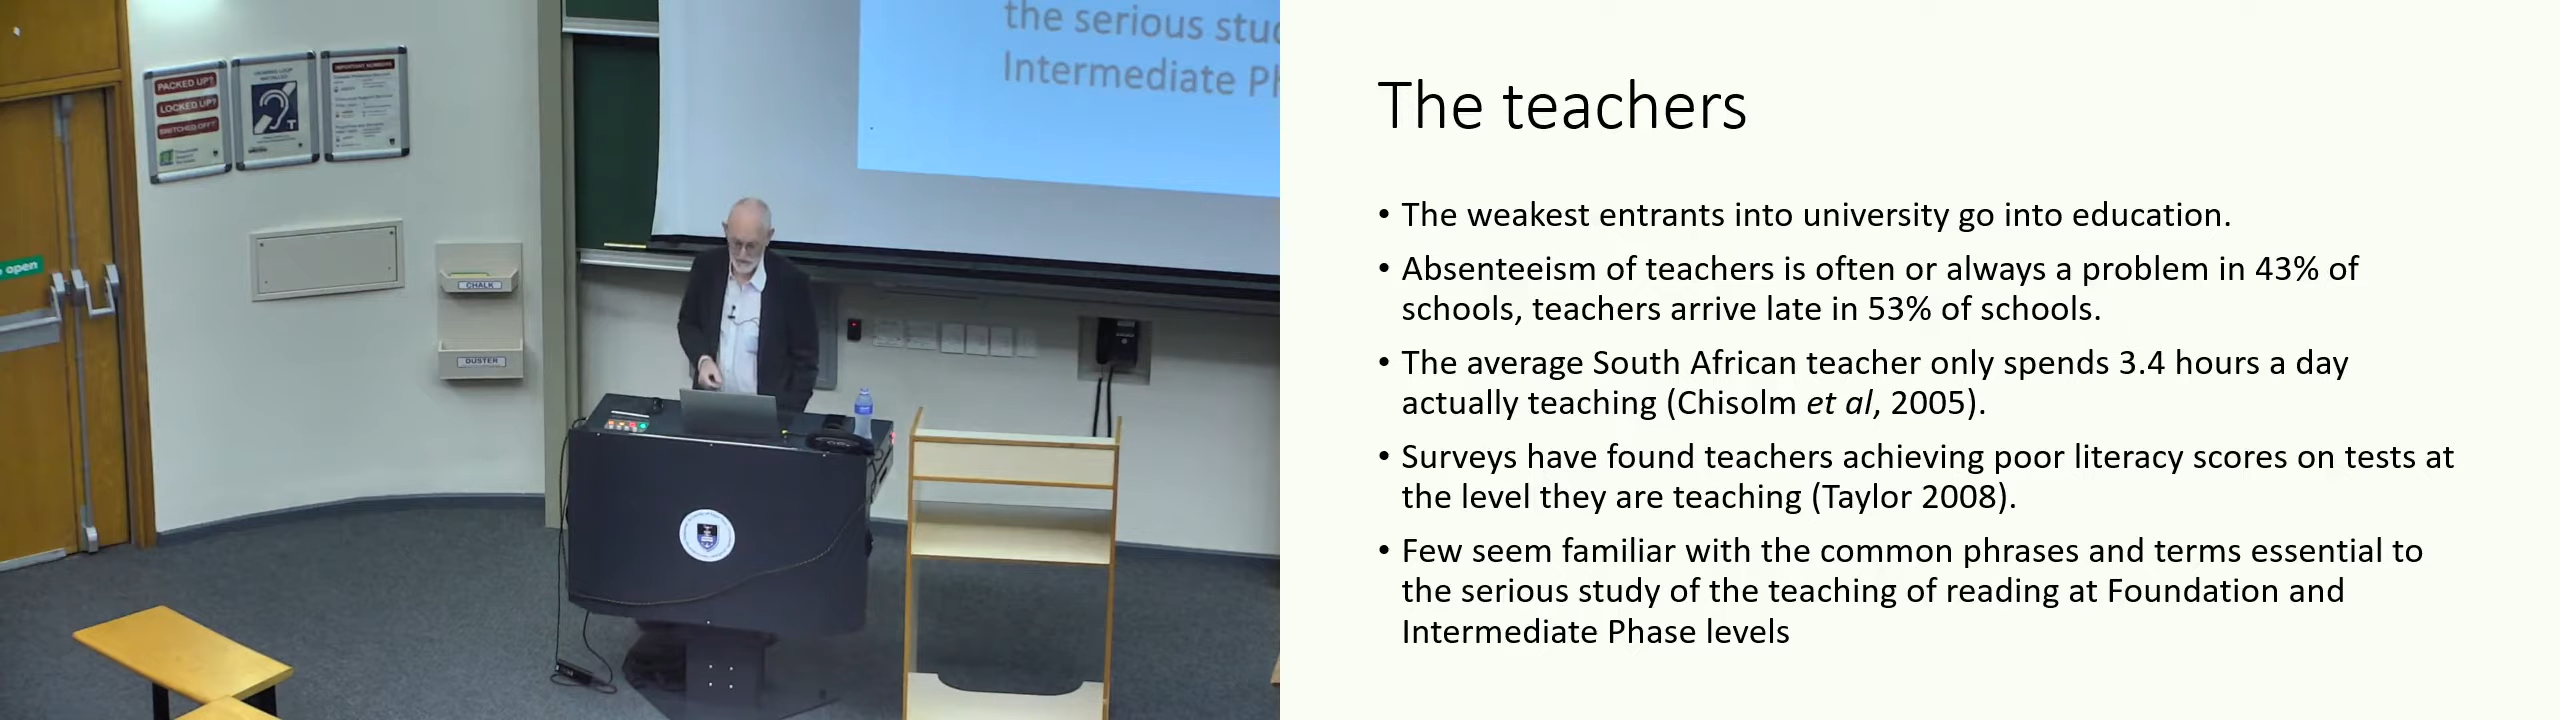 the serious stu
Intermediate Ph
PACKED UP?
LOCKED UP?
SWITCHED OFF?
IMPORTANT NUMBERS
T
open
CHALK
DUSTER
The teachers
• The weakest entrants into university go into education.
• Absenteeism of teachers is often or always a problem in 43% of
schools, teachers arrive late in 53% of schools.
• The average South African teacher only spends 3.4 hours a day
actually teaching (Chisolm et al, 2005).
• Surveys have found teachers achieving poor literacy scores on tests at
the level they are teaching (Taylor 2008).
• Few seem familiar with the common phrases and terms essential to
the serious study of the teaching of reading at Foundation and
Intermediate Phase levels